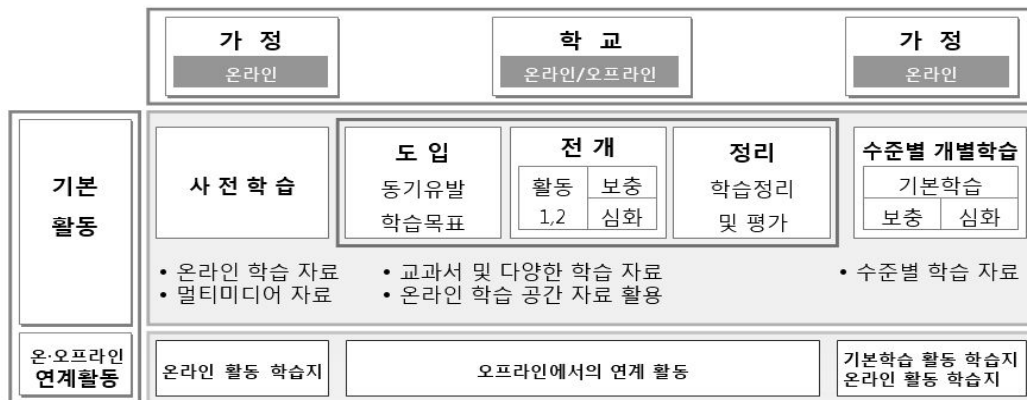 가 정
온라인
학 교
온라인/오프라인
가 정
온라인
기본
활동
사 전 학 습
도 입
동기유발
학습목표
전 개
활동
1,2
보충
심화
정리
학습정리
및 평가
수준별 개별학습
기본학습
보충
심화
• 온라인 학습 자료
• 멀티미디어 자료
• 교과서 및 다양한 학습 자료
• 온라인 학습 공간 자료 활용
• 수준별 학습 자료
온·오프라인
연계활동
온라인 활동 학습지
오프라인에서의 연계 활동
기본학습 활동 학습지
온라인 활동 학습지